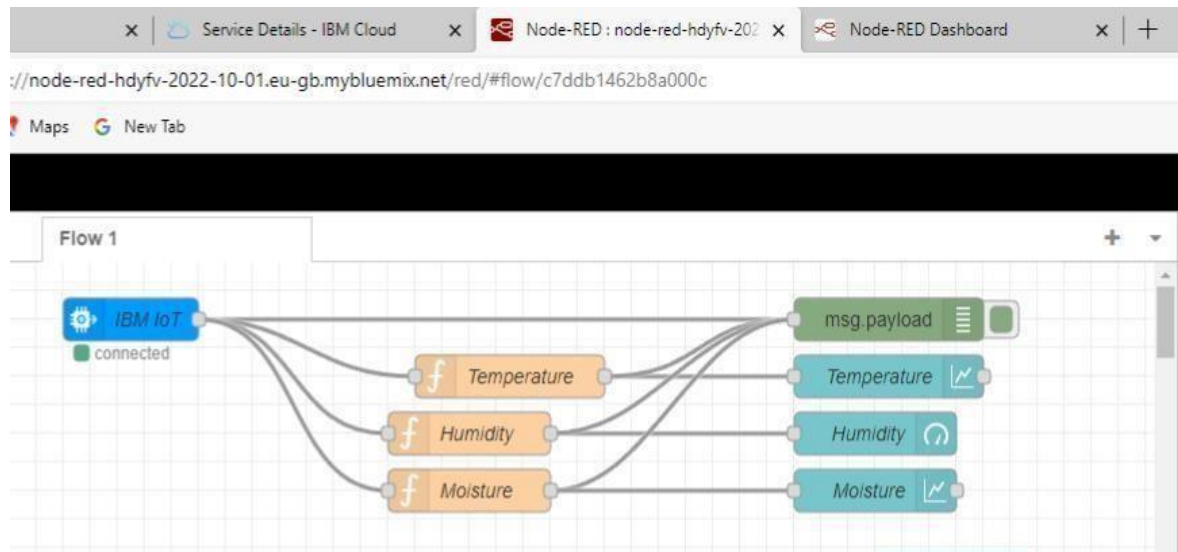 Service Details - IBM Cloud Node-RED : node-red-hdyfv-202 Node-RED Dashboard
://node-red-hdyfv-2022-10-01.eu-gb.mybluemix.net/red/#flow/c7ddb1462b8a000c
Maps G New Tab
Flow 1
IBM IoT msg.payload
connected
Temperature Temperature
Humidity Humidity
Moisture Moisture